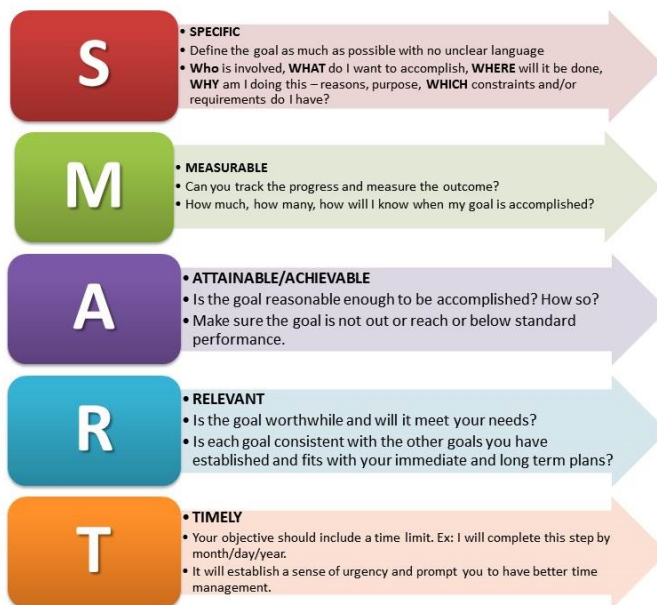 S
• SPECIFIC
• Define the goal as much as possible with no unclear language
• Who is involved, WHAT do I want to accomplish, WHERE will it be done,
WHY am I doing this – reasons, purpose, WHICH constraints and/or
requirements do I have?
M
• MEASURABLE
• Can you track the progress and measure the outcome?
• How much, how many, how will I know when my goal is accomplished?
A
• ATTAINABLE/ACHIEVABLE
• Is the goal reasonable enough to be accomplished? How so?
• Make sure the goal is not out or reach or below standard
performance.
R
• RELEVANT
• Is the goal worthwhile and will it meet your needs?
• Is each goal consistent with the other goals you have
established and fits with your immediate and long term plans?
T
• TIMELY
• Your objective should include a time limit. Ex: I will complete this step by
month/day/year.
• It will establish a sense of urgency and prompt you to have better time
management.